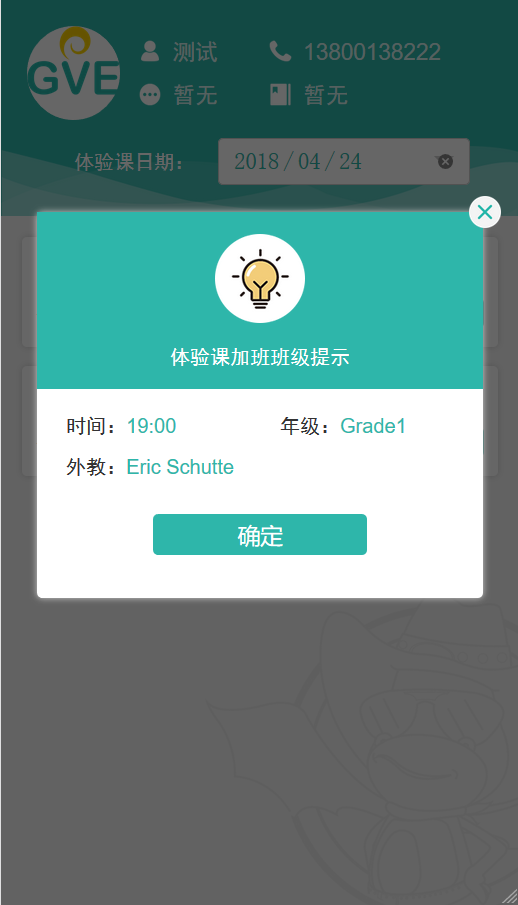 GVE
测试 13800138222
暂无 暂无
体验课日期： 2018/04/24
体验课加班班级提示
时间：19:00 年级：Grade1
外教：Eric Schutte
确定